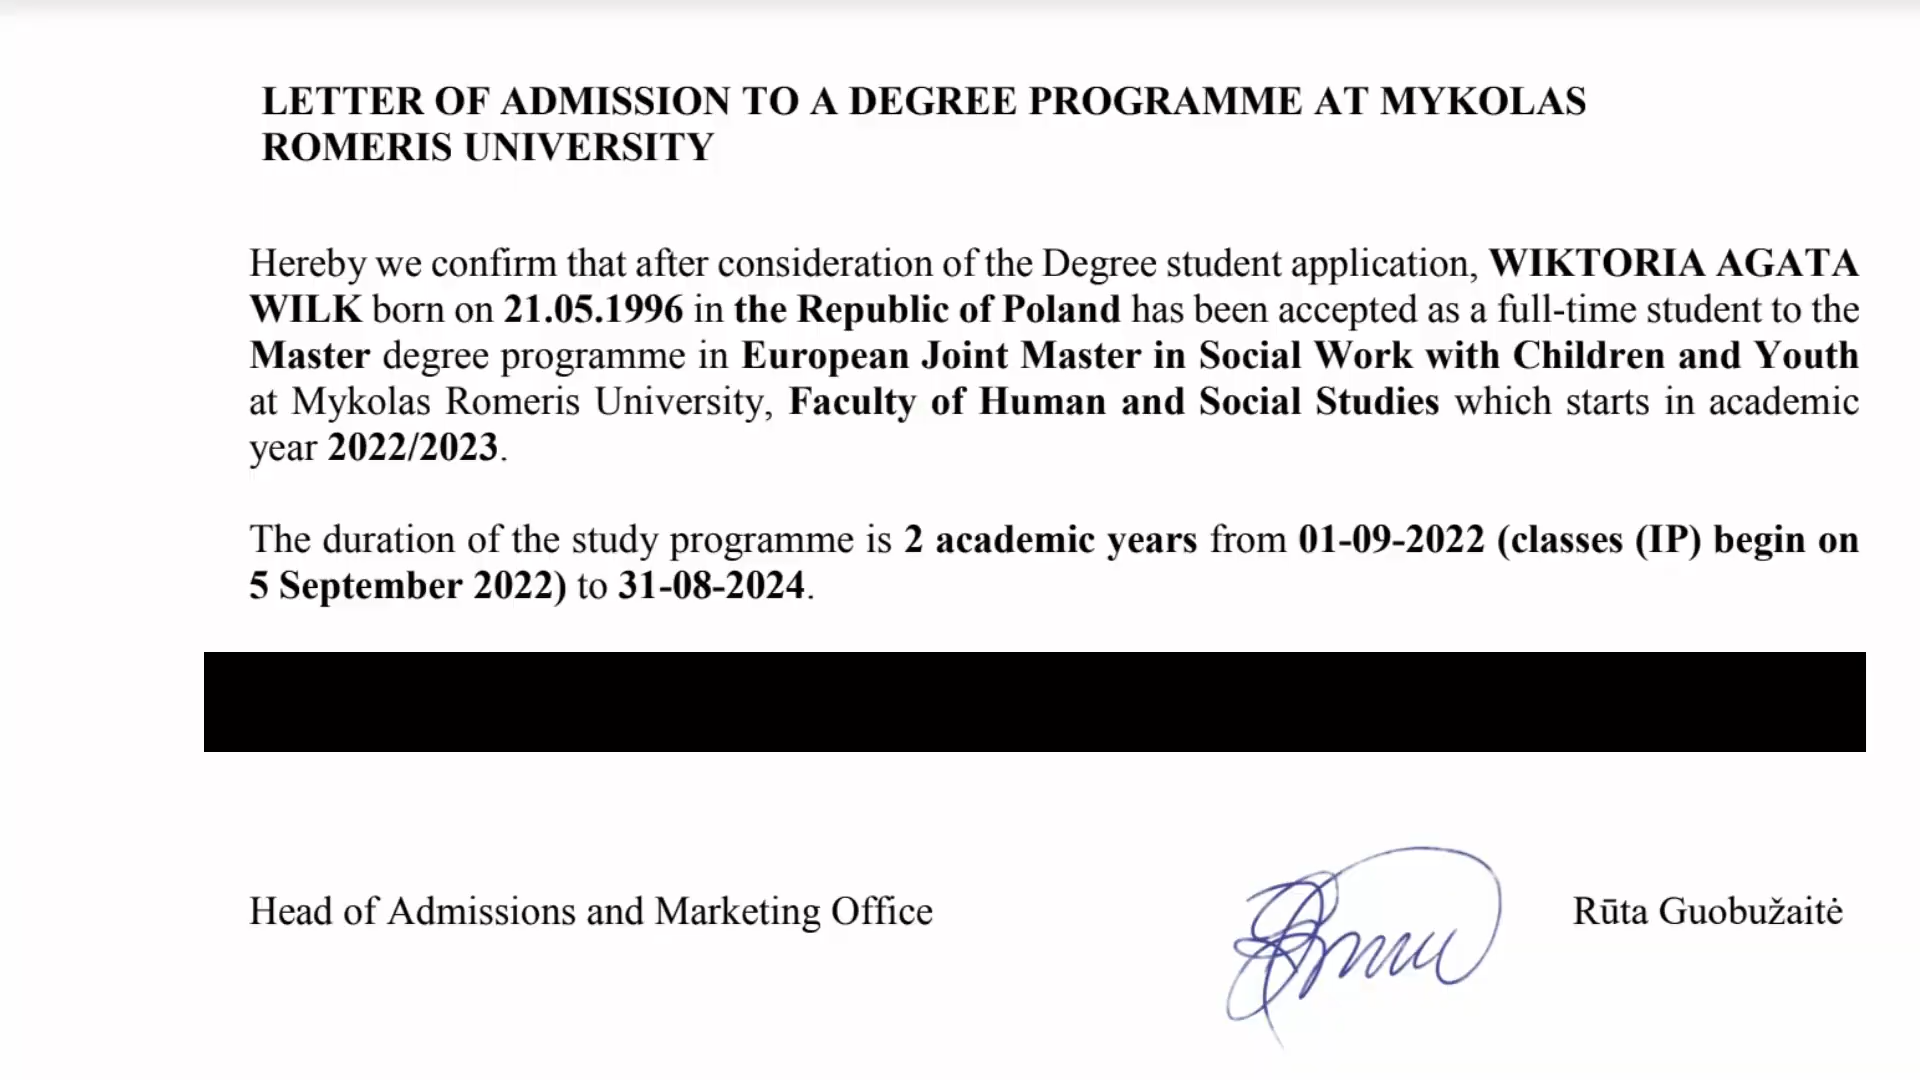 LETTER OF ADMISSION TO A DEGREE PROGRAMME AT MYKOLAS
ROMERIS UNIVERSITY
Hereby we confirm that after consideration of the Degree student application, WIKTORIA AGATA
WILK born on 21.05.1996 in the Republic of Poland has been accepted as a full-time student to the
Master degree programme in European Joint Master in Social Work with Children and Youth
at Mykolas Romeris University, Faculty of Human and Social Studies which starts in academic
year 2022/2023.
The duration of the study programme is 2 academic years from 01-09-2022 (classes (IP) begin on
5 September 2022) to 31-08-2024.
Head of Admissions and Marketing Office
Rūta Guobužaitė